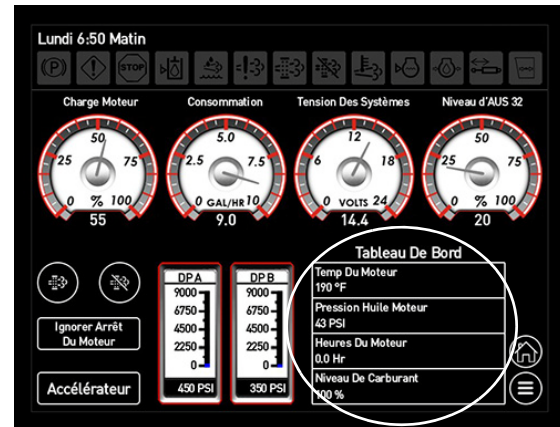 Lundi 6:50 Matin
(P)
STOP
Charge Moteur
Consommation
Tension Des Systèmes
Niveau d'AUS 32
50
25 75
0 % 100
55
5.0
2.5 7.5
0 GAL/HR 10
9.0
12
6 18
0 VOLTS 24
14.4
50
25 75
0 % 100
20
Ignorer Arrêt
Du Moteur
Accélérateur
DP A
9000
6750
4500
2250
0
450 PSI
DP B
9000
6750
4500
2250
0
350 PSI
Tableau De Bord
Temp Du Moteur
190 °F
Pression Huile Moteur
43 PSI
Heures Du Moteur
0.0 Hr
Niveau De Carburant
100 %